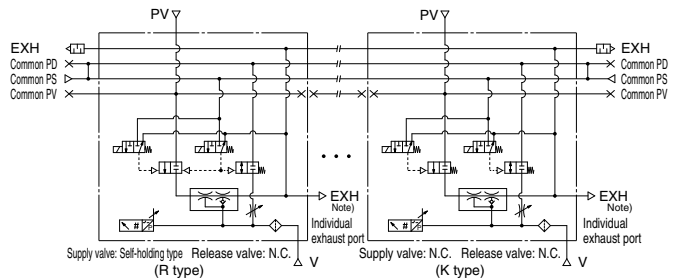 PV PV
EXH EXH
Common PD Common PD
Common PS Common PS
Common PV Common PV
EXH EXH
Note) Note)
Individual Individual
exhaust port exhaust port
#  #
Supply valve: Self-holding type Release valve: N.C. V Supply valve: N.C. Release valve: N.C. V
(R type) (K type)